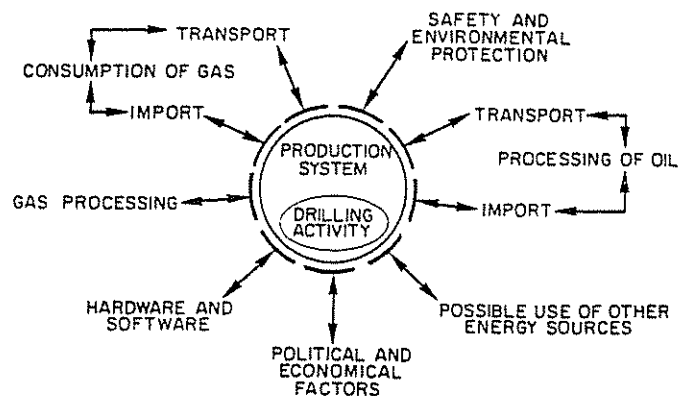 TRANSPORT
CONSUMPTION OF GAS
IMPORT
GAS PROCESSING
HARDWARE AND
SOFTWARE
POLITICAL AND
ECONOMICAL
FACTORS
POSSIBLE USE OF OTHER
ENERGY SOURCES
SAFETY AND
ENVIRONMENTAL
PROTECTION
TRANSPORT
PROCESSING OF OIL
IMPORT
PRODUCTION
SYSTEM
DRILLING
ACTIVITY